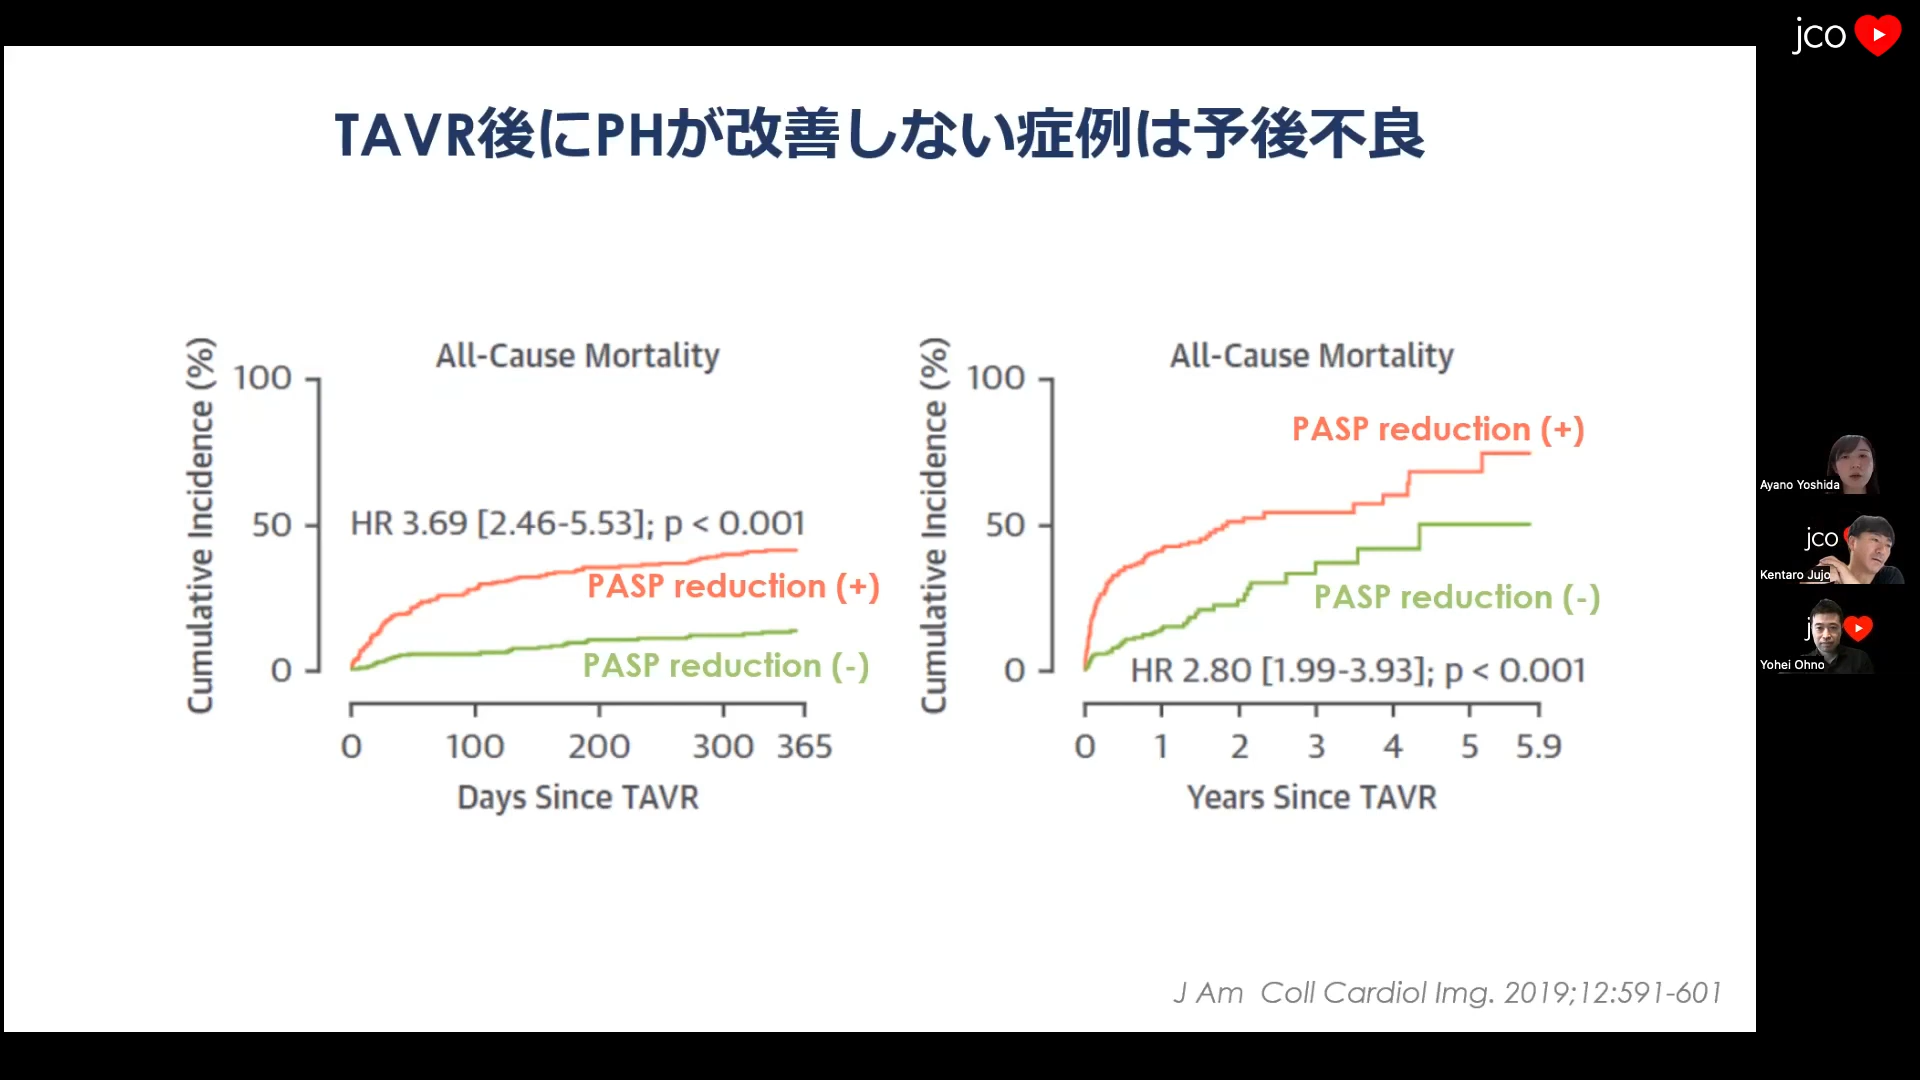 jco
TAVR後にPHが改善しない症例は予後不良
All-Cause Mortality
Cumulative Incidence (%)
100
50
0
HR 3.69 [2.46-5.53]; p < 0.001
PASP reduction (+)
PASP reduction (-)
0 100 200 300 365
Days Since TAVR
All-Cause Mortality
Cumulative Incidence (%)
100
50
0
PASP reduction (+)
PASP reduction (-)
HR 2.80 [1.99-3.93]; p < 0.001
0 1 2 3 4 5 5.9
Years Since TAVR
J Am Coll Cardiol Img. 2019;12:591-601
Ayano Yoshida
jco
Kentaro Jujo
j
Yohei Ohno